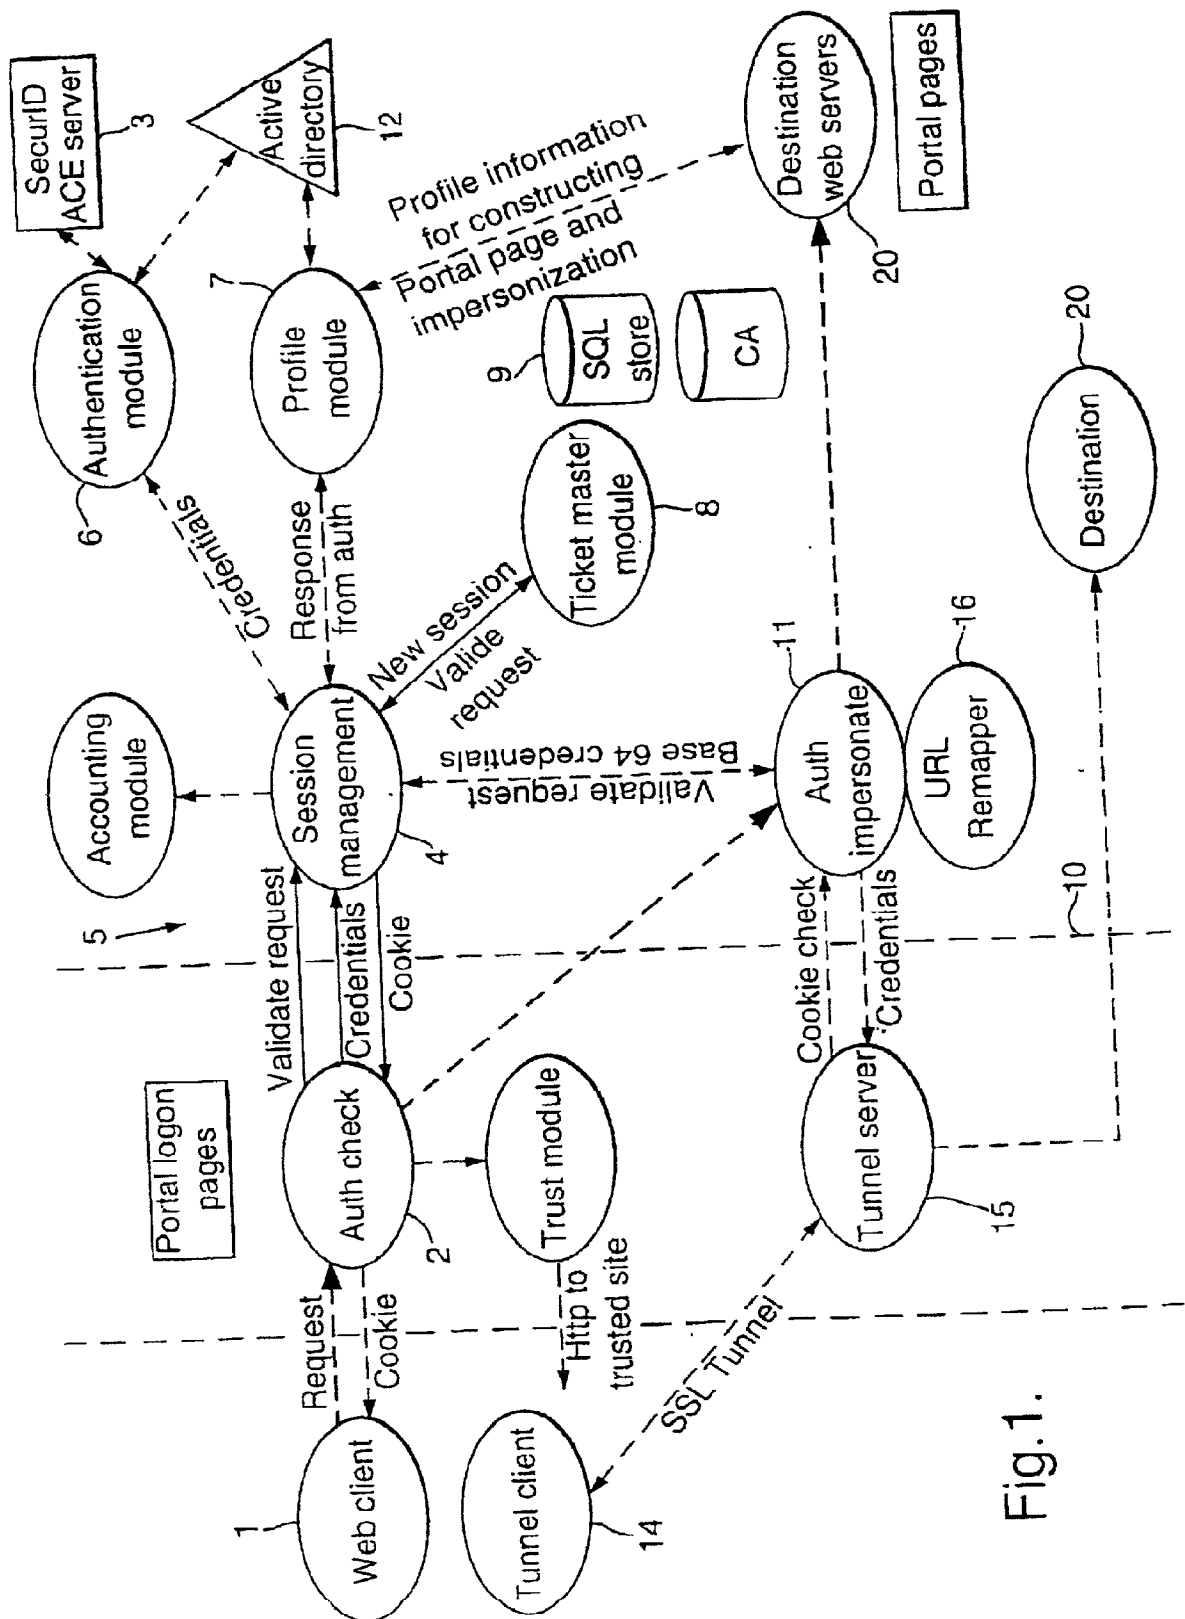 SecurID
ACE server
3
Active
directory
12
Authentication
module
6
Profile
module
7
Profile information
for constructing
Portal page and
impersonization
Destination
web servers
20
Portal pages
9
SQL
store
CA
Destination
20
Credentials
Response
from auth
New session
Valide
request
Ticket master
module
8
Accounting
module
5
Session
management
4
Validate request
Base 64 credentials
Auth
impersonate
11
URL
Remapper
16
10
Validate request
Credentials
Cookie
Cookie check
Credentials
Portal logon
pages
Auth check
2
Trust module
Tunnel server
15
Request
Cookie
Http to
trusted site
SSL Tunnel
Web client
1
Tunnel client
14
Fig.1.